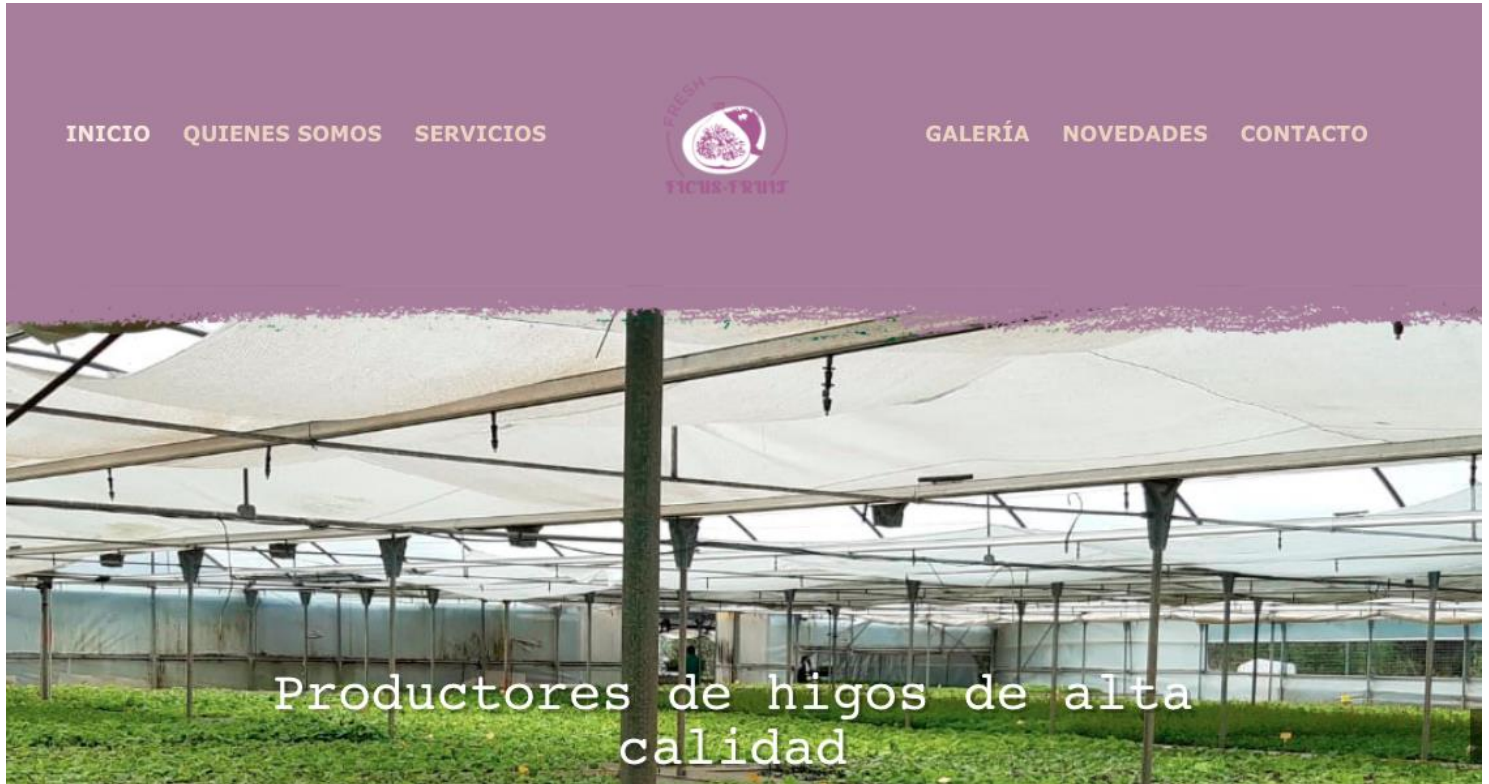 INICIO QUIENES SOMOS SERVICIOS
FRESH
FICUS-FRUIT
GALERÍA NOVEDADES CONTACTO
Productores de higos de alta
calidad